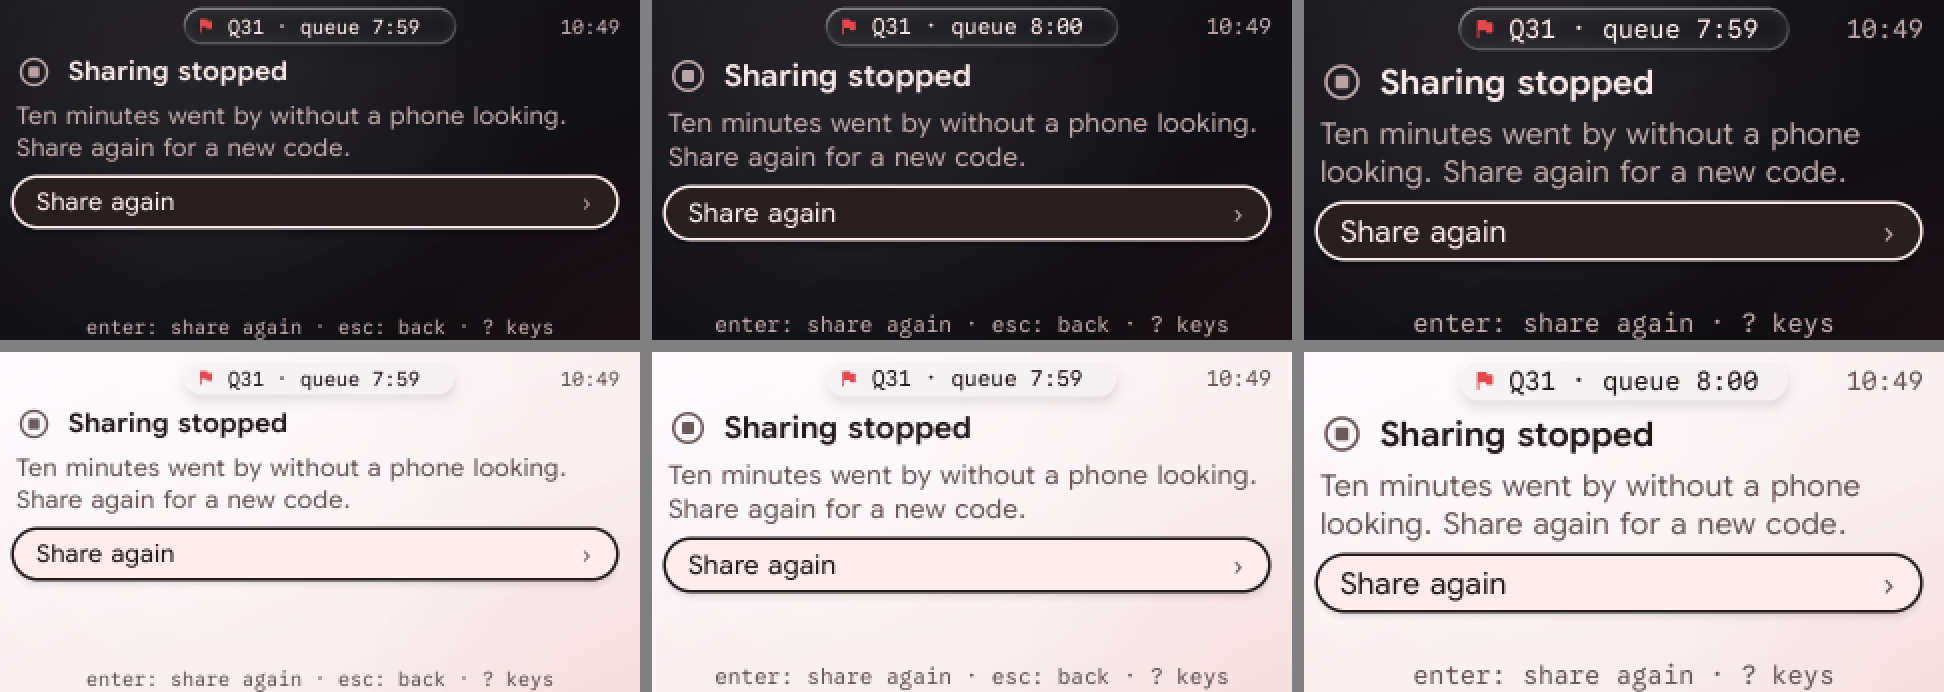 Q31 · queue 7:59 10:49
Sharing stopped
Ten minutes went by without a phone looking.
Share again for a new code.
Share again ›
enter: share again · esc: back · ? keys
Q31 · queue 8:00 10:49
Sharing stopped
Ten minutes went by without a phone looking.
Share again for a new code.
Share again ›
enter: share again · esc: back · ? keys
Q31 · queue 7:59 10:49
Sharing stopped
Ten minutes went by without a phone
looking. Share again for a new code.
Share again ›
enter: share again · ? keys
Q31 · queue 7:59 10:49
Sharing stopped
Ten minutes went by without a phone looking.
Share again for a new code.
Share again ›
enter: share again · esc: back · ? keys
Q31 · queue 7:59 10:49
Sharing stopped
Ten minutes went by without a phone looking.
Share again for a new code.
Share again ›
enter: share again · esc: back · ? keys
Q31 · queue 8:00 10:49
Sharing stopped
Ten minutes went by without a phone
looking. Share again for a new code.
Share again ›
enter: share again · ? keys